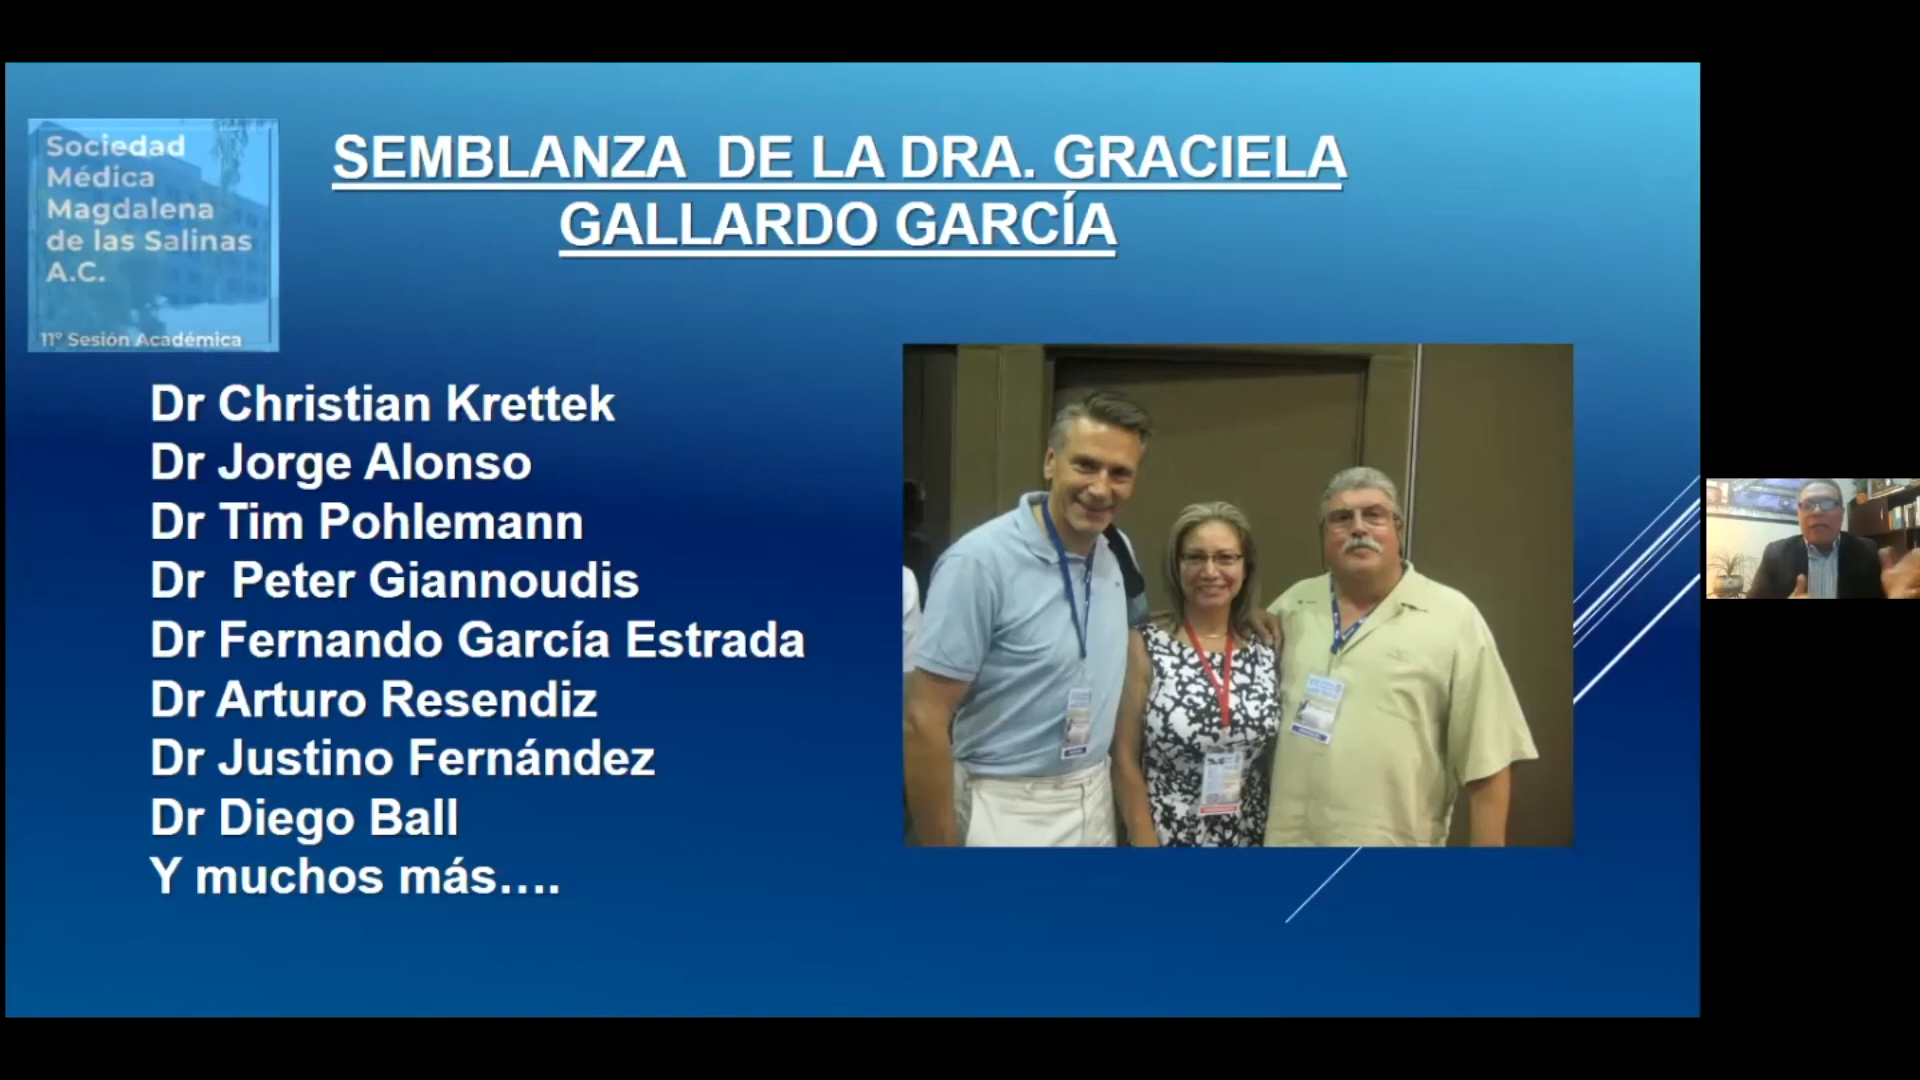 Sociedad
Médica
Magdalena
de las Salinas
A.C.
11° Sesión Académica
SEMBLANZA DE LA DRA. GRACIELA
GALLARDO GARCÍA
Dr Christian Krettek
Dr Jorge Alonso
Dr Tim Pohlemann
Dr Peter Giannoudis
Dr Fernando García Estrada
Dr Arturo Resendiz
Dr Justino Fernández
Dr Diego Ball
Y muchos más....